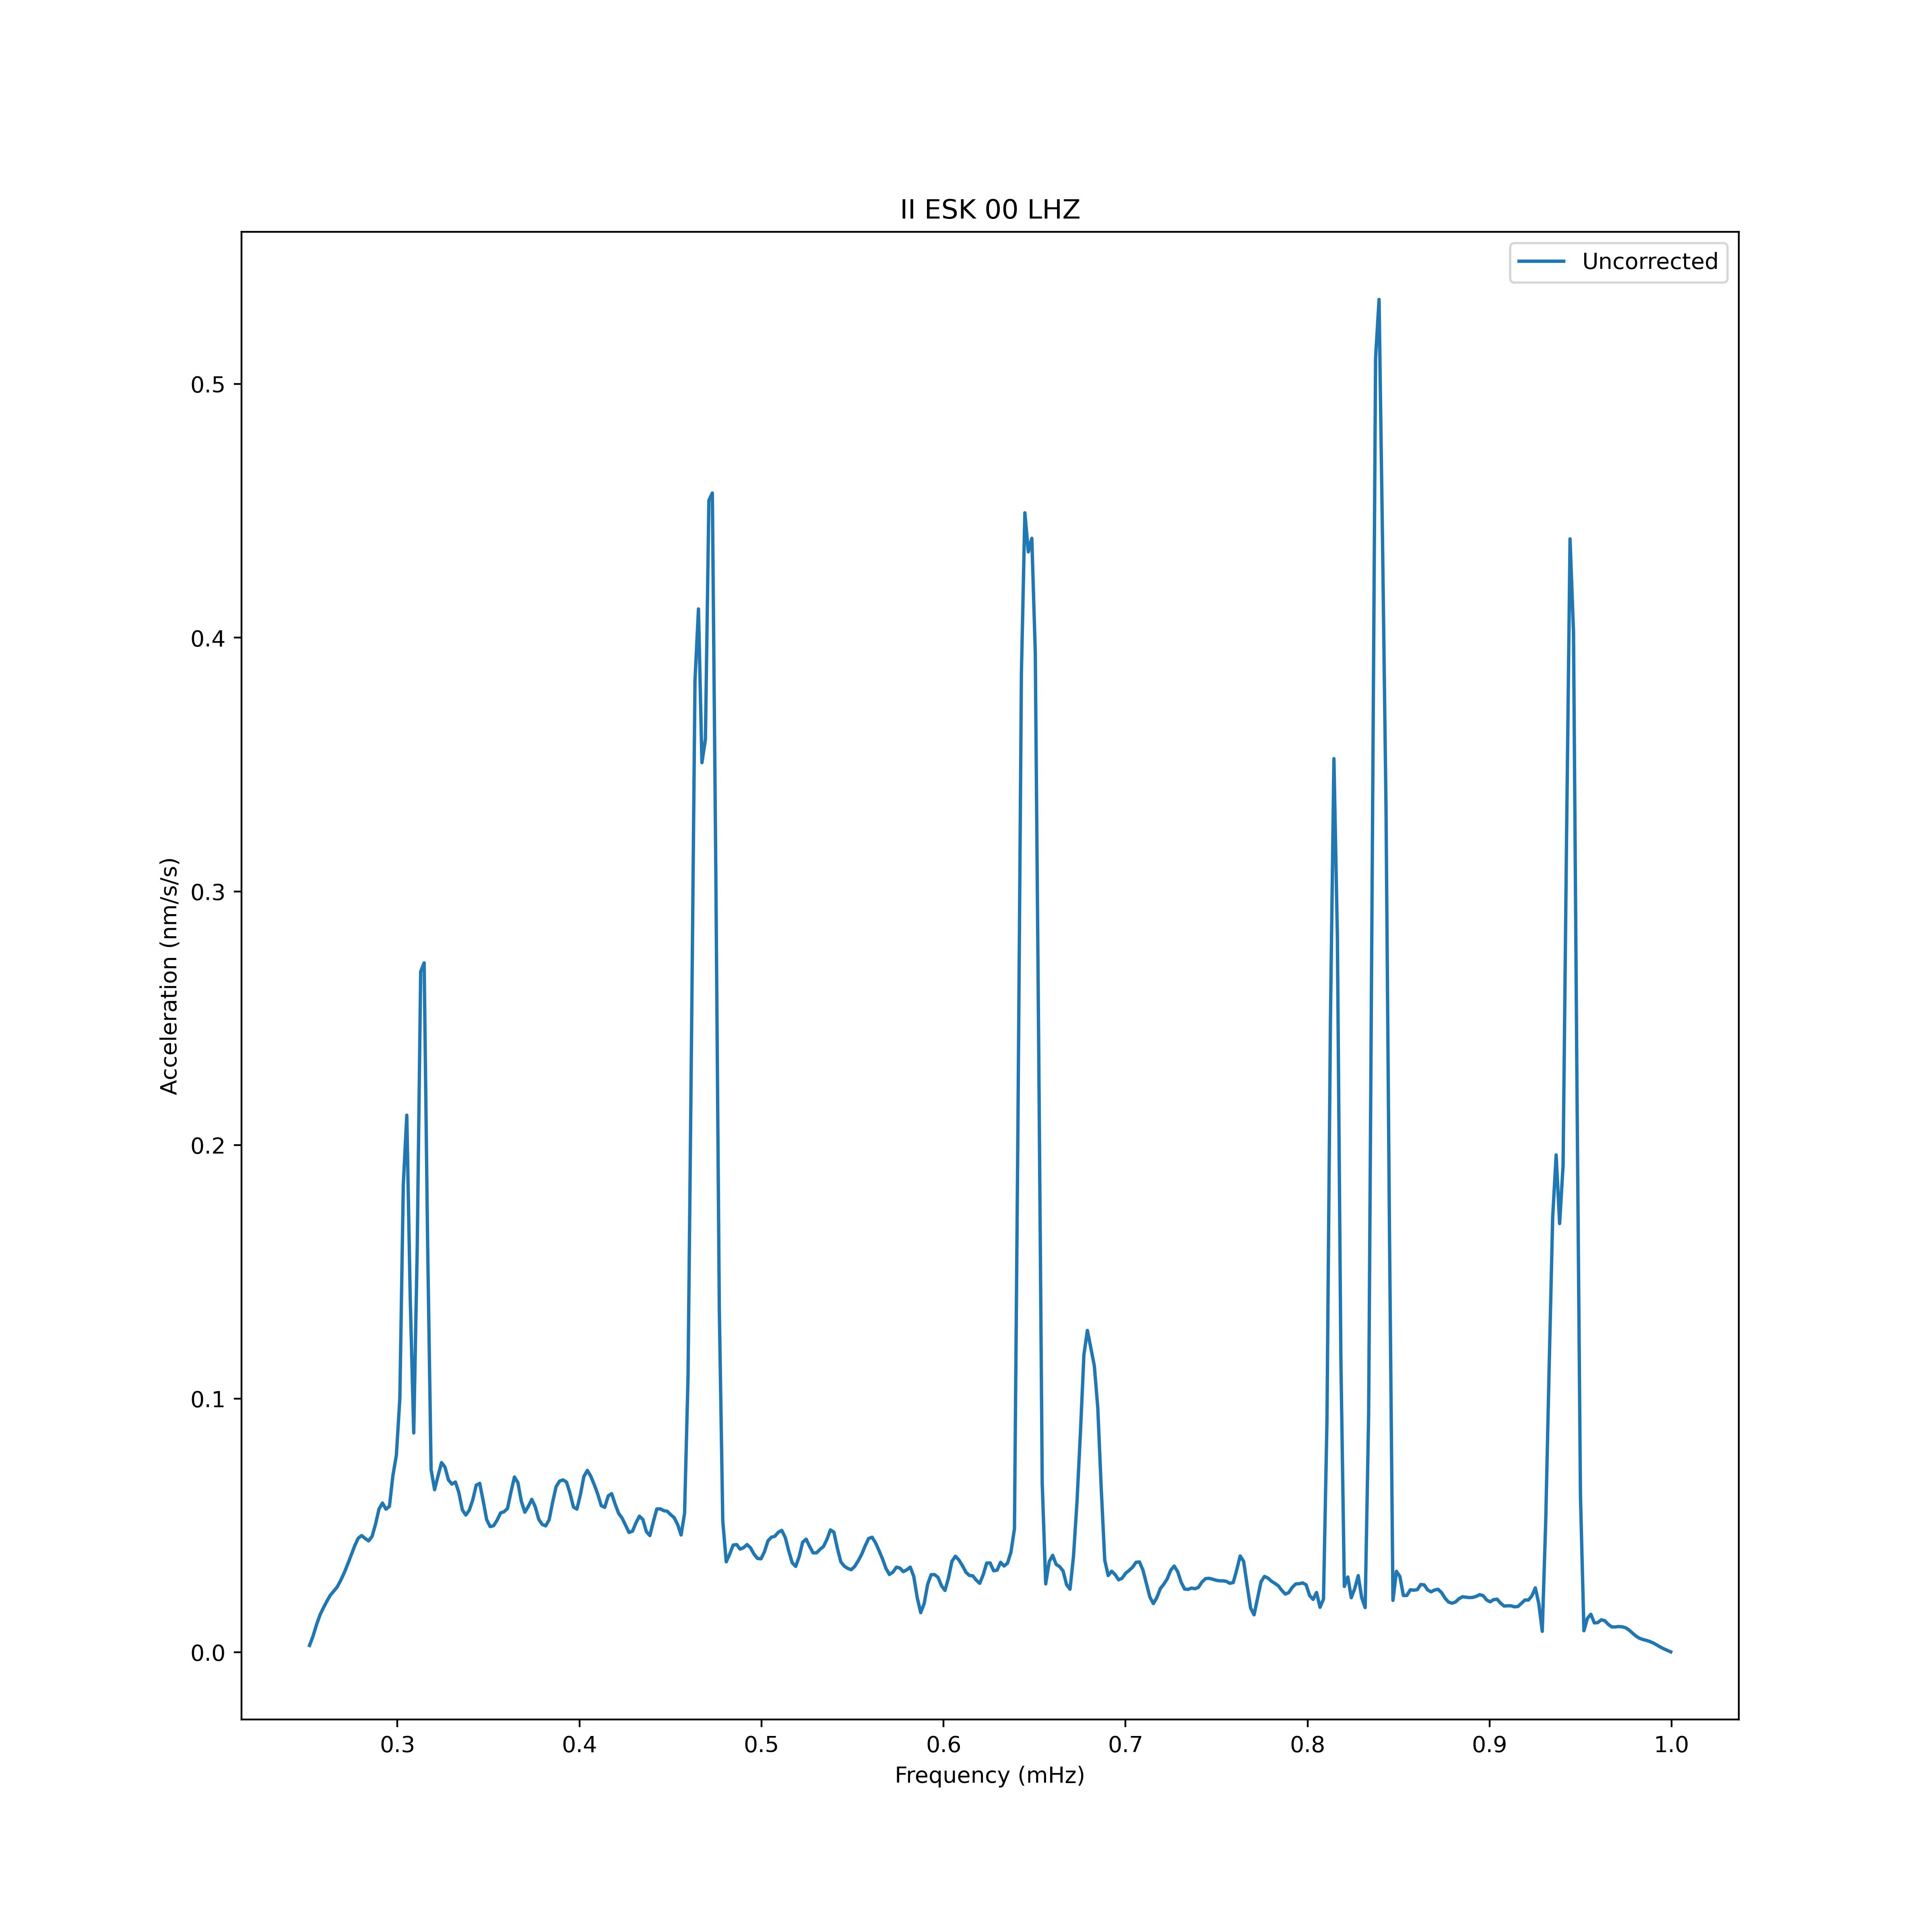 II ESK 00 LHZ
Uncorrected
0.5
0.4
0.3
0.2
0.1
0.0
Acceleration (nm/s/s)
0.3 0.4 0.5 0.6 0.7 0.8 0.9 1.0
Frequency (mHz)